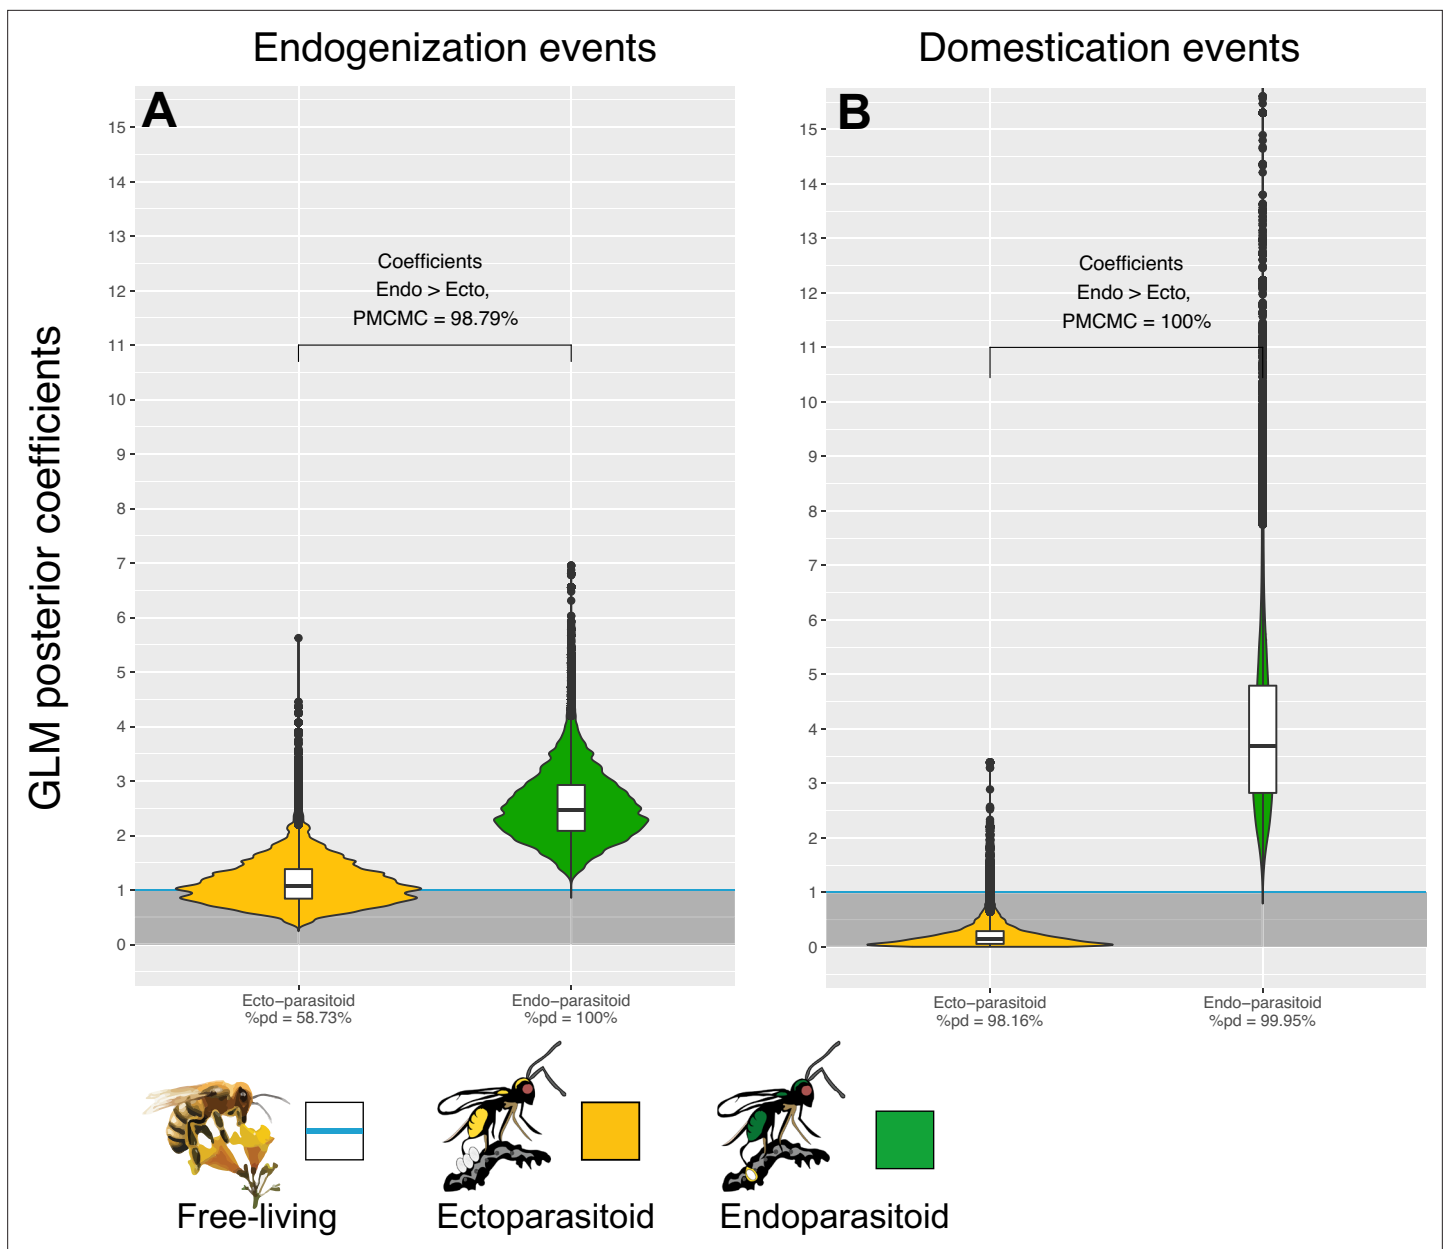 Endogenization events
Domestication events
GLM posterior coefficients
A
15
14
13
12
11
10
9
8
7
6
5
4
3
2
1
0
Coefficients
Endo > Ecto,
PMCMC = 98.79%
Ecto-parasitoid
%pd = 58.73%
Endo-parasitoid
%pd = 100%
B
15
14
13
12
11
10
9
8
7
6
5
4
3
2
1
0
Coefficients
Endo > Ecto,
PMCMC = 100%
Ecto-parasitoid
%pd = 98.16%
Endo-parasitoid
%pd = 99.95%
Free-living
Ectoparasitoid
Endoparasitoid